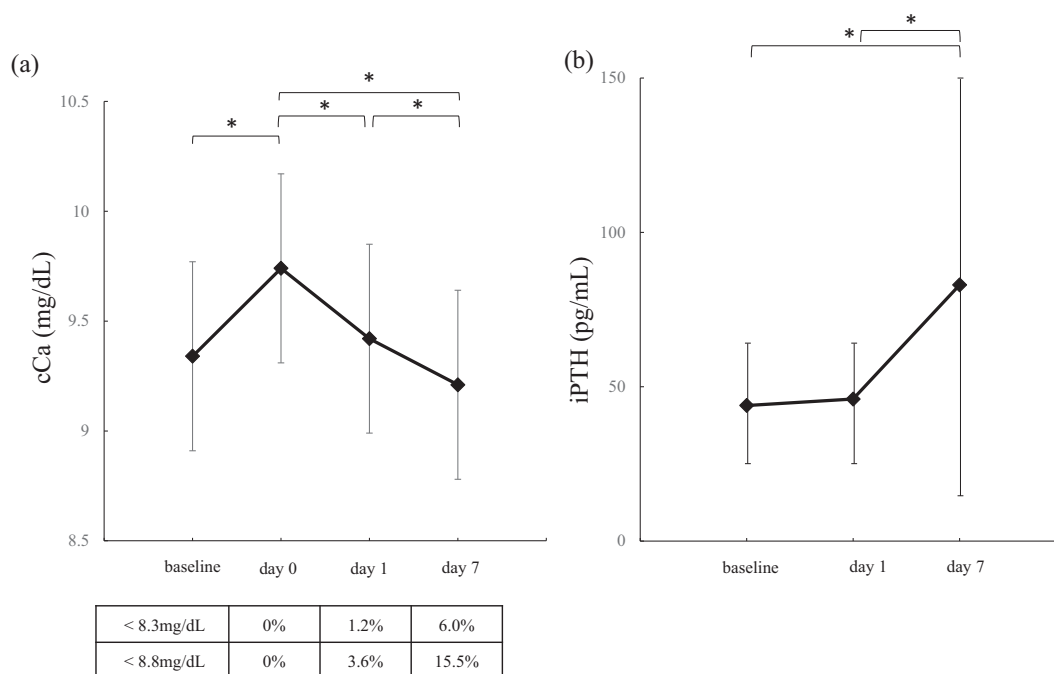 (a)
cCa (mg/dL)
10.5
10
9.5
9
8.5
*
*
*
*
baseline day 0 day 1 day 7
< 8.3mg/dL 0% 1.2% 6.0%
< 8.8mg/dL 0% 3.6% 15.5%
(b)
iPTH (pg/mL)
150
100
50
0
*
*
baseline day 1 day 7